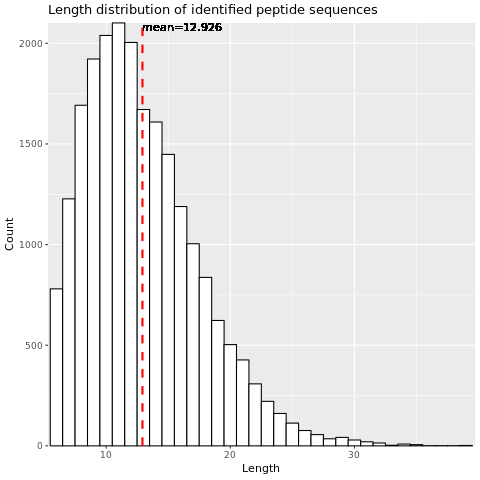 Length distribution of identified peptide sequences
mean=12.926
2000
1500
1000
500
0
10 20 30
Count
Length